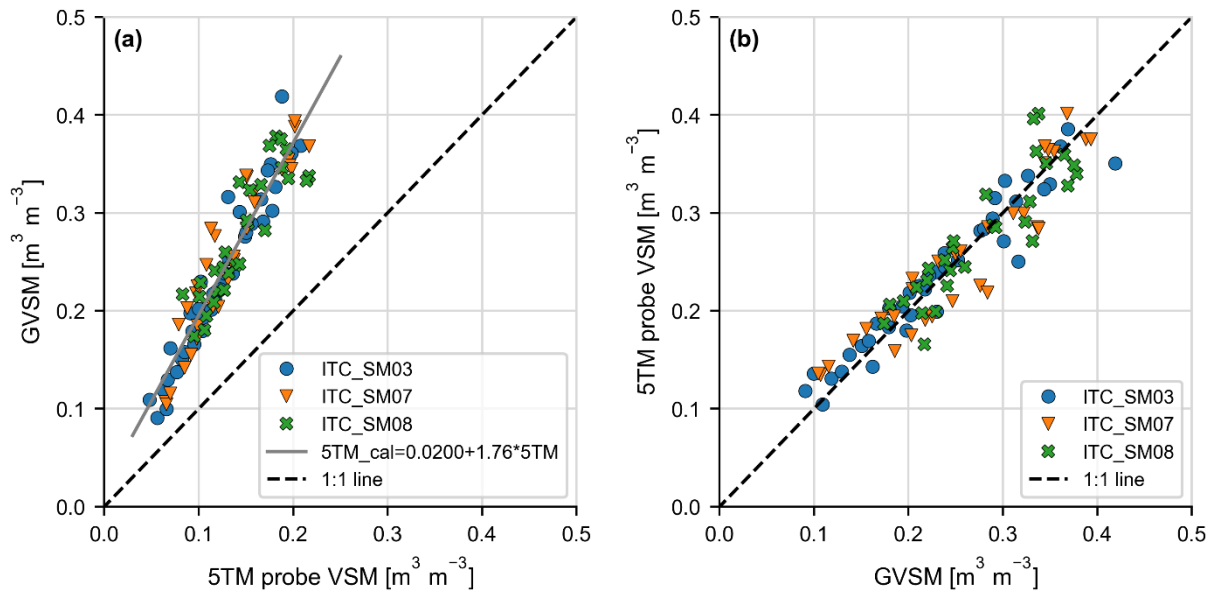 (a)
0.5
0.4
0.3
0.2
0.1
0.0
GVSM [m³ m⁻³]
ITC_SM03
ITC_SM07
ITC_SM08
5TM_cal=0.0200+1.76*5TM
1:1 line
0.0 0.1 0.2 0.3 0.4 0.5
5TM probe VSM [m³ m⁻³]
(b)
0.5
0.4
0.3
0.2
0.1
0.0
5TM probe VSM [m³ m⁻³]
ITC_SM03
ITC_SM07
ITC_SM08
1:1 line
0.0 0.1 0.2 0.3 0.4 0.5
GVSM [m³ m⁻³]